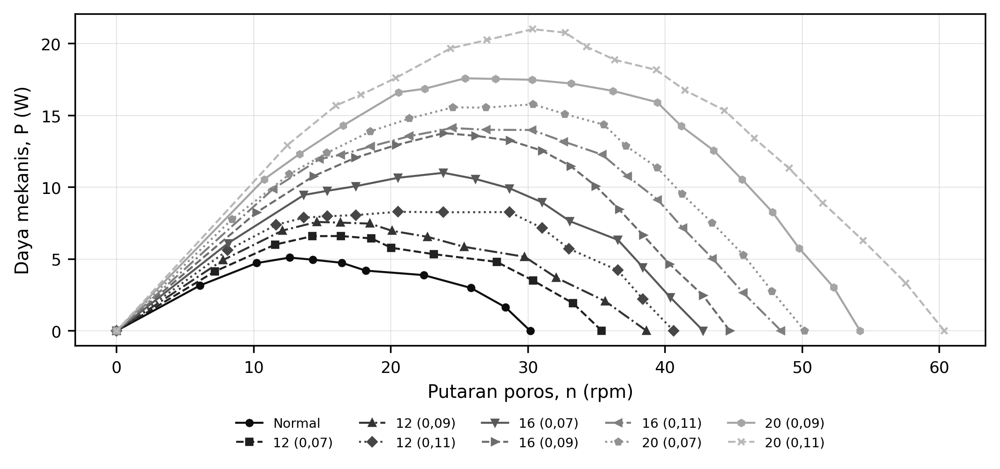 20
15
10
5
0
Daya mekanis, P (W)
0 10 20 30 40 50 60
Putaran poros, n (rpm)
Normal 12 (0,09) 16 (0,07) 16 (0,11) 20 (0,09)
12 (0,07) 12 (0,11) 16 (0,09) 20 (0,07) 20 (0,11)